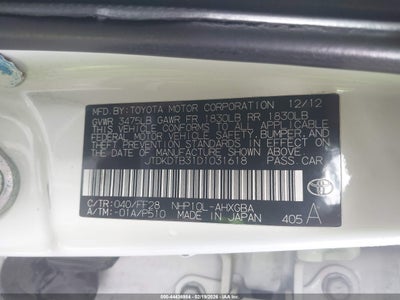 MFD. BY: TOYOTA MOTOR CORPORATION 12/12
GVWR 3475LB GAWR FR 1830LB RR 1830LB
THIS VEHICLE CONFORMS TO ALL APPLICABLE
FEDERAL MOTOR VEHICLE SAFETY, BUMPER, AND
THEFT PREVENTION STANDARDS IN EFFECT ON
THE DATE OF MANUFACTURE SHOWN ABOVE.
JTDKDTB31D1031618 PASS.CAR
C/TR: 040/FF28 NHP10L-AHXGBA
A/TM: -01A/P510 MADE IN JAPAN 405 A
TOYOTA